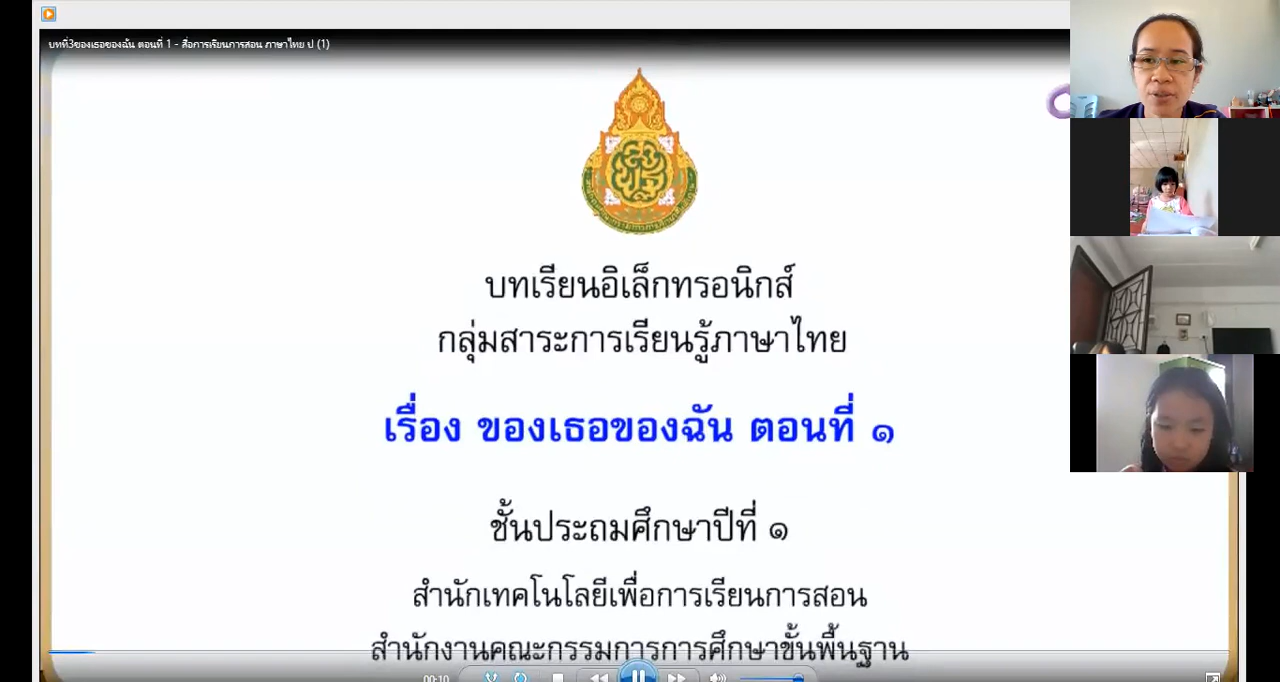 บทที่3ของเธอของฉัน ตอนที่ 1 - สื่อการเรียนการสอน ภาษาไทย ป (1)
บทเรียนอิเล็กทรอนิกส์
กลุ่มสาระการเรียนรู้ภาษาไทย
เรื่อง ของเธอของฉัน ตอนที่ ๑
ชั้นประถมศึกษาปีที่ ๑
สำนักเทคโนโลยีเพื่อการเรียนการสอน
สำนักงานคณะกรรมการการศึกษาขั้นพื้นฐาน
00:10